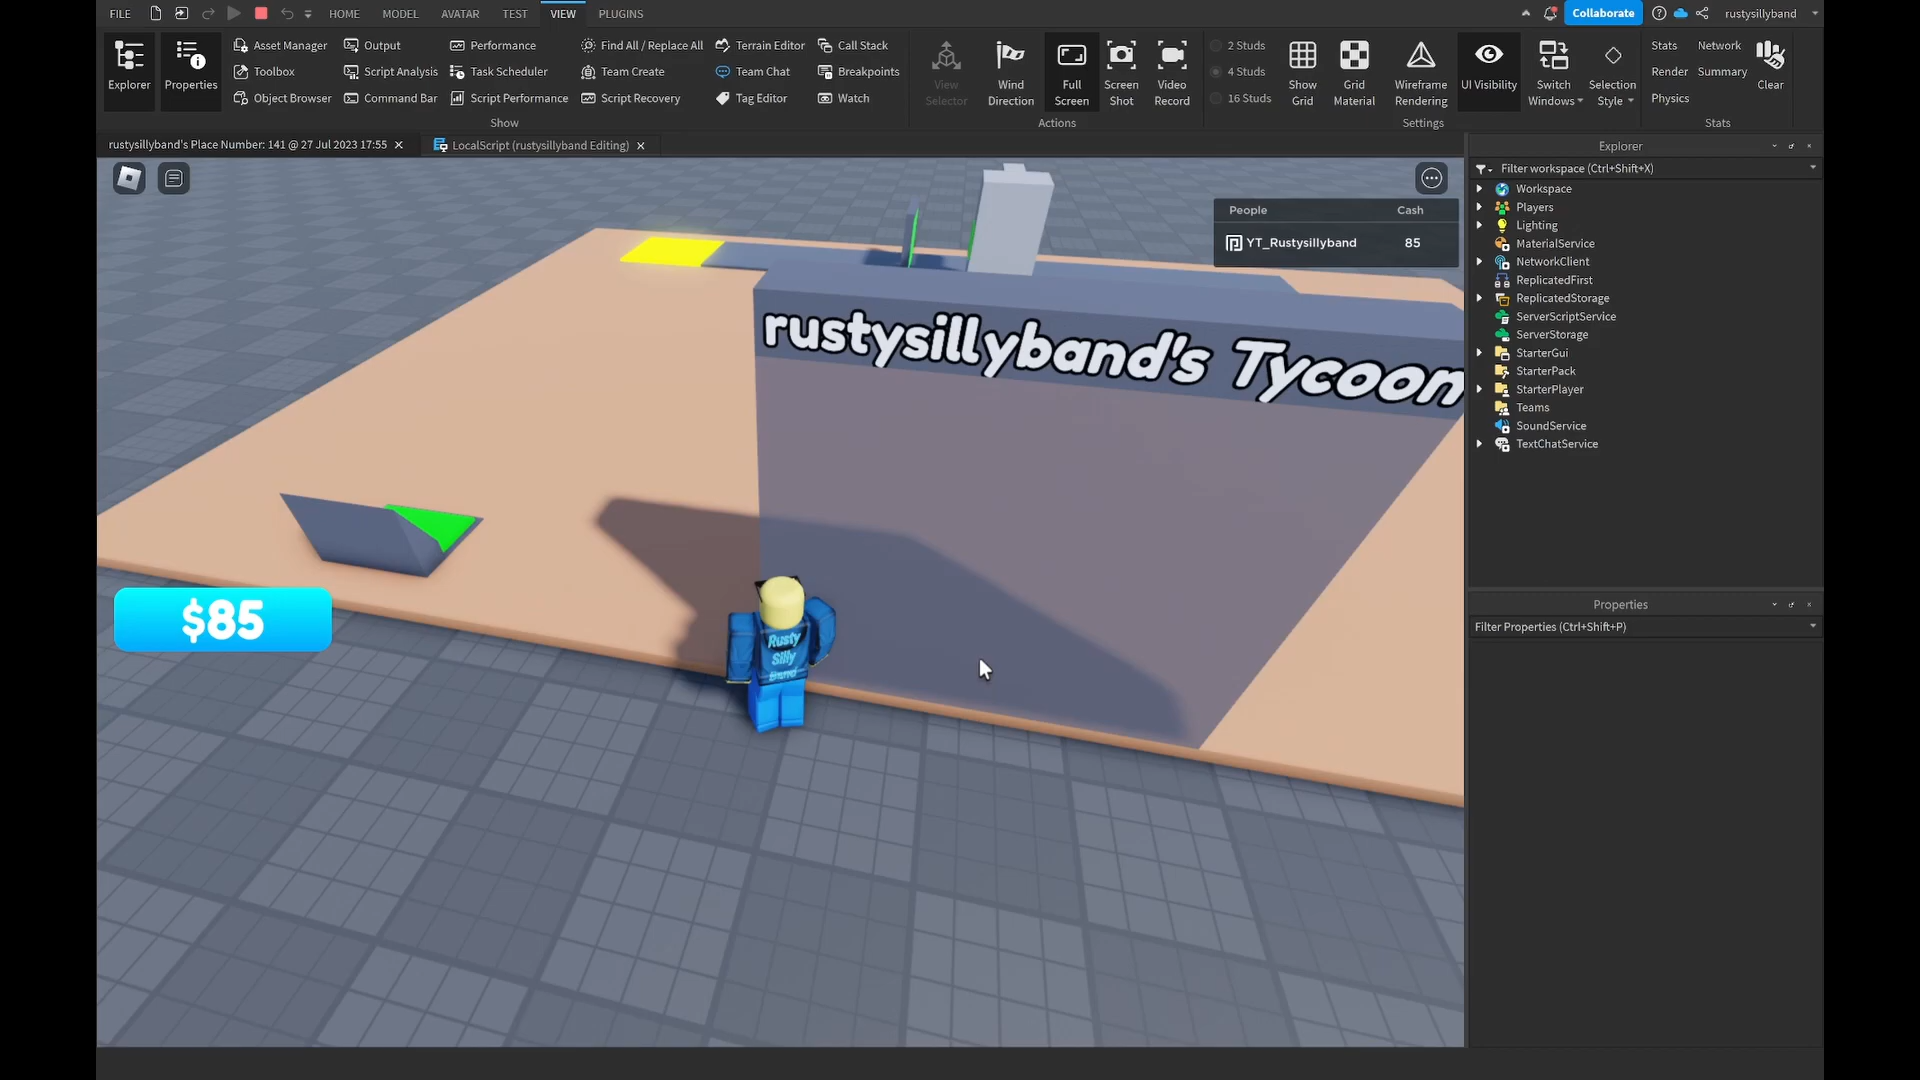 FILE HOME MODEL AVATAR TEST VIEW PLUGINS Collaborate rustysillyband
Explorer
Properties
Asset Manager
Toolbox
Object Browser
Output
Script Analysis
Command Bar
Performance
Task Scheduler
Script Performance
Find All / Replace All
Team Create
Script Recovery
Terrain Editor
Team Chat
Tag Editor
Call Stack
Breakpoints
Watch
Show
View
Selector
Wind
Direction
Full
Screen
Screen
Shot
Video
Record
Actions
2 Studs
4 Studs
16 Studs
Show
Grid
Grid
Material
Wireframe
Rendering
UI Visibility
Switch
Windows
Selection
Style
Settings
Stats
Render
Physics
Network
Summary
Clear
Stats
rustysillyband's Place Number: 141 @ 27 Jul 2023 17:55
LocalScript (rustysillyband Editing)
People Cash
YT_Rustysillyband 85
rustysillyband's Tycoon
$85
Rusty
Silly
Band
Explorer
Filter workspace (Ctrl+Shift+X)
Workspace
Players
Lighting
MaterialService
NetworkClient
ReplicatedFirst
ReplicatedStorage
ServerScriptService
ServerStorage
StarterGui
StarterPack
StarterPlayer
Teams
SoundService
TextChatService
Properties
Filter Properties (Ctrl+Shift+P)